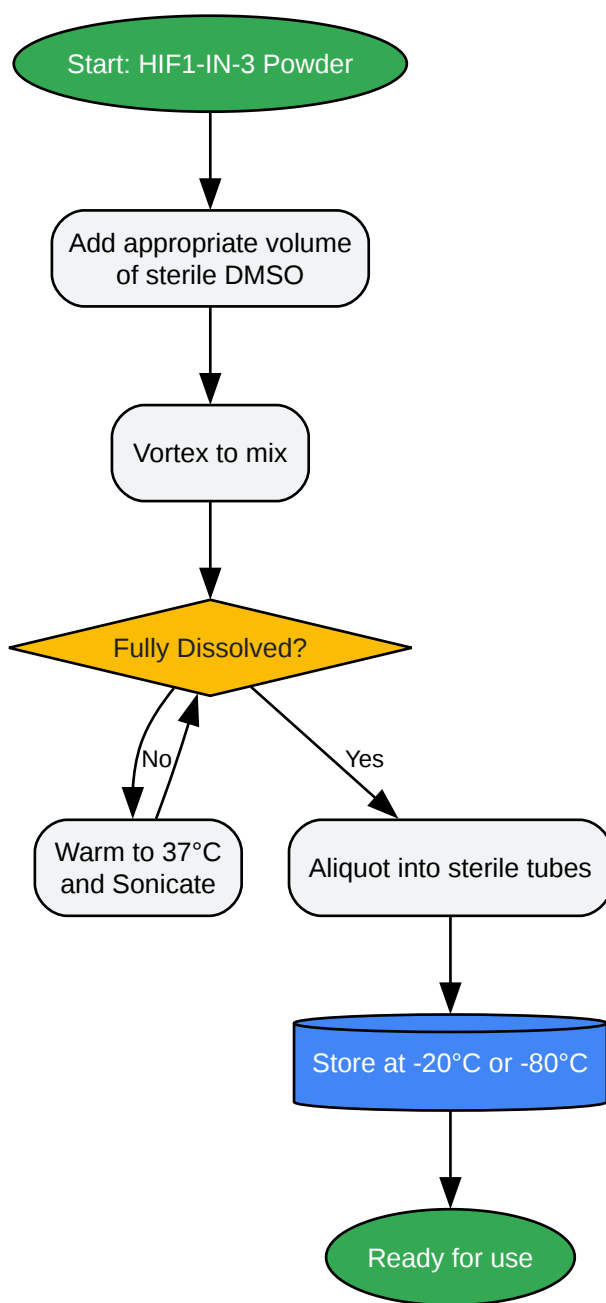 Start: HIF1-IN-3 Powder
Add appropriate volume
of sterile DMSO
Vortex to mix
Fully Dissolved?
No
Yes
Warm to 37°C
and Sonicate
Aliquot into sterile tubes
Store at -20°C or -80°C
Ready for use